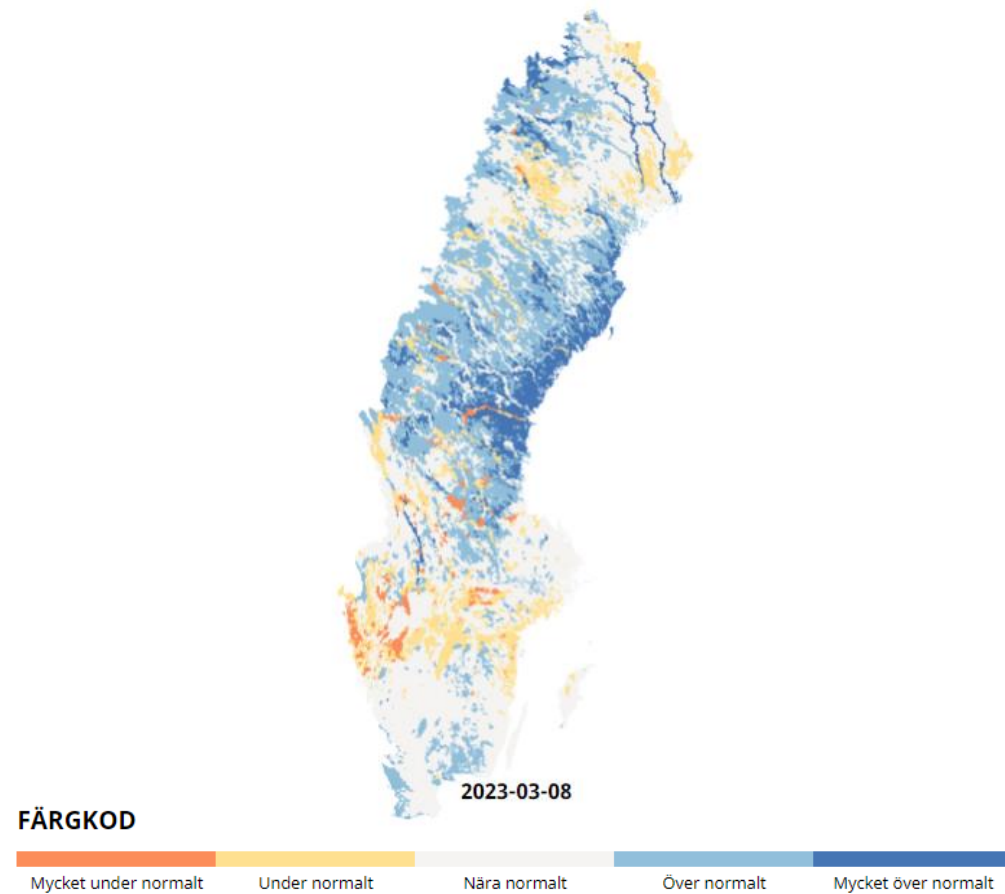 2023-03-08
FÄRGKOD
Mycket under normalt Under normalt Nära normalt Över normalt Mycket över normalt